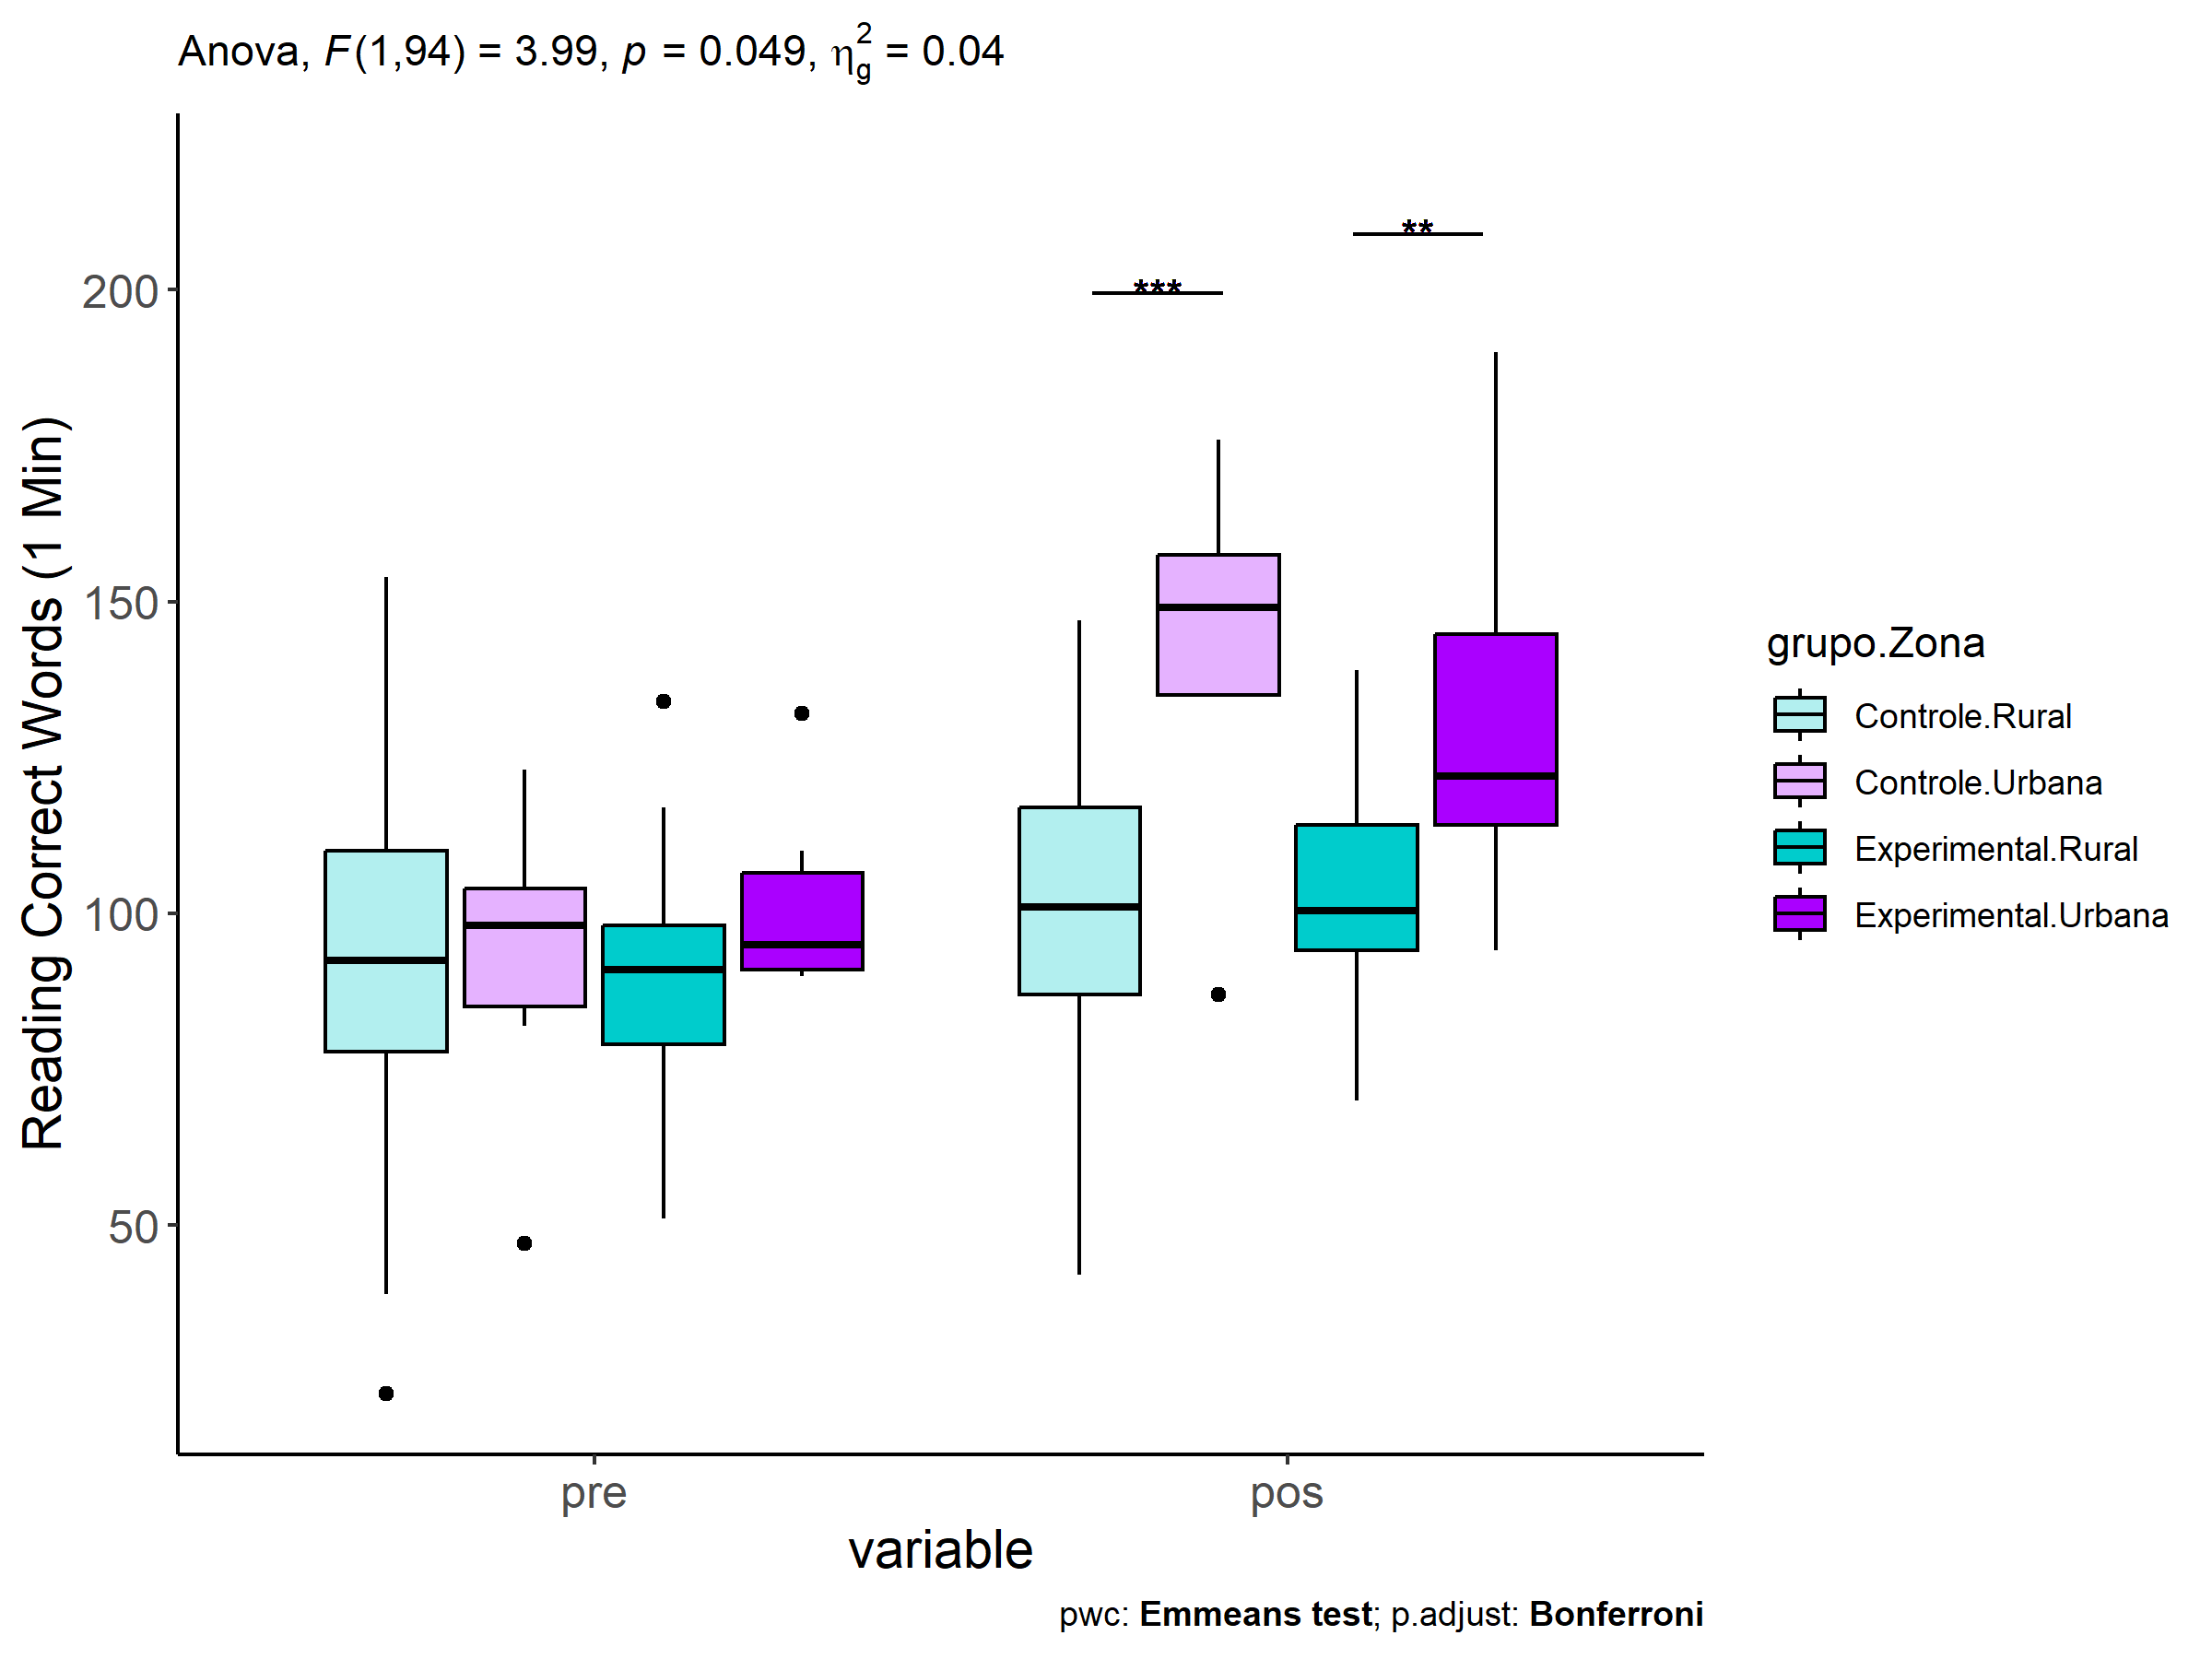 Anova, F(1,94) = 3.99, p = 0.049, η²g = 0.04
Reading Correct Words (1 Min)
200
150
100
50
***
**
pre
pos
variable
grupo.Zona
Controle.Rural
Controle.Urbana
Experimental.Rural
Experimental.Urbana
pwc: Emmeans test; p.adjust: Bonferroni